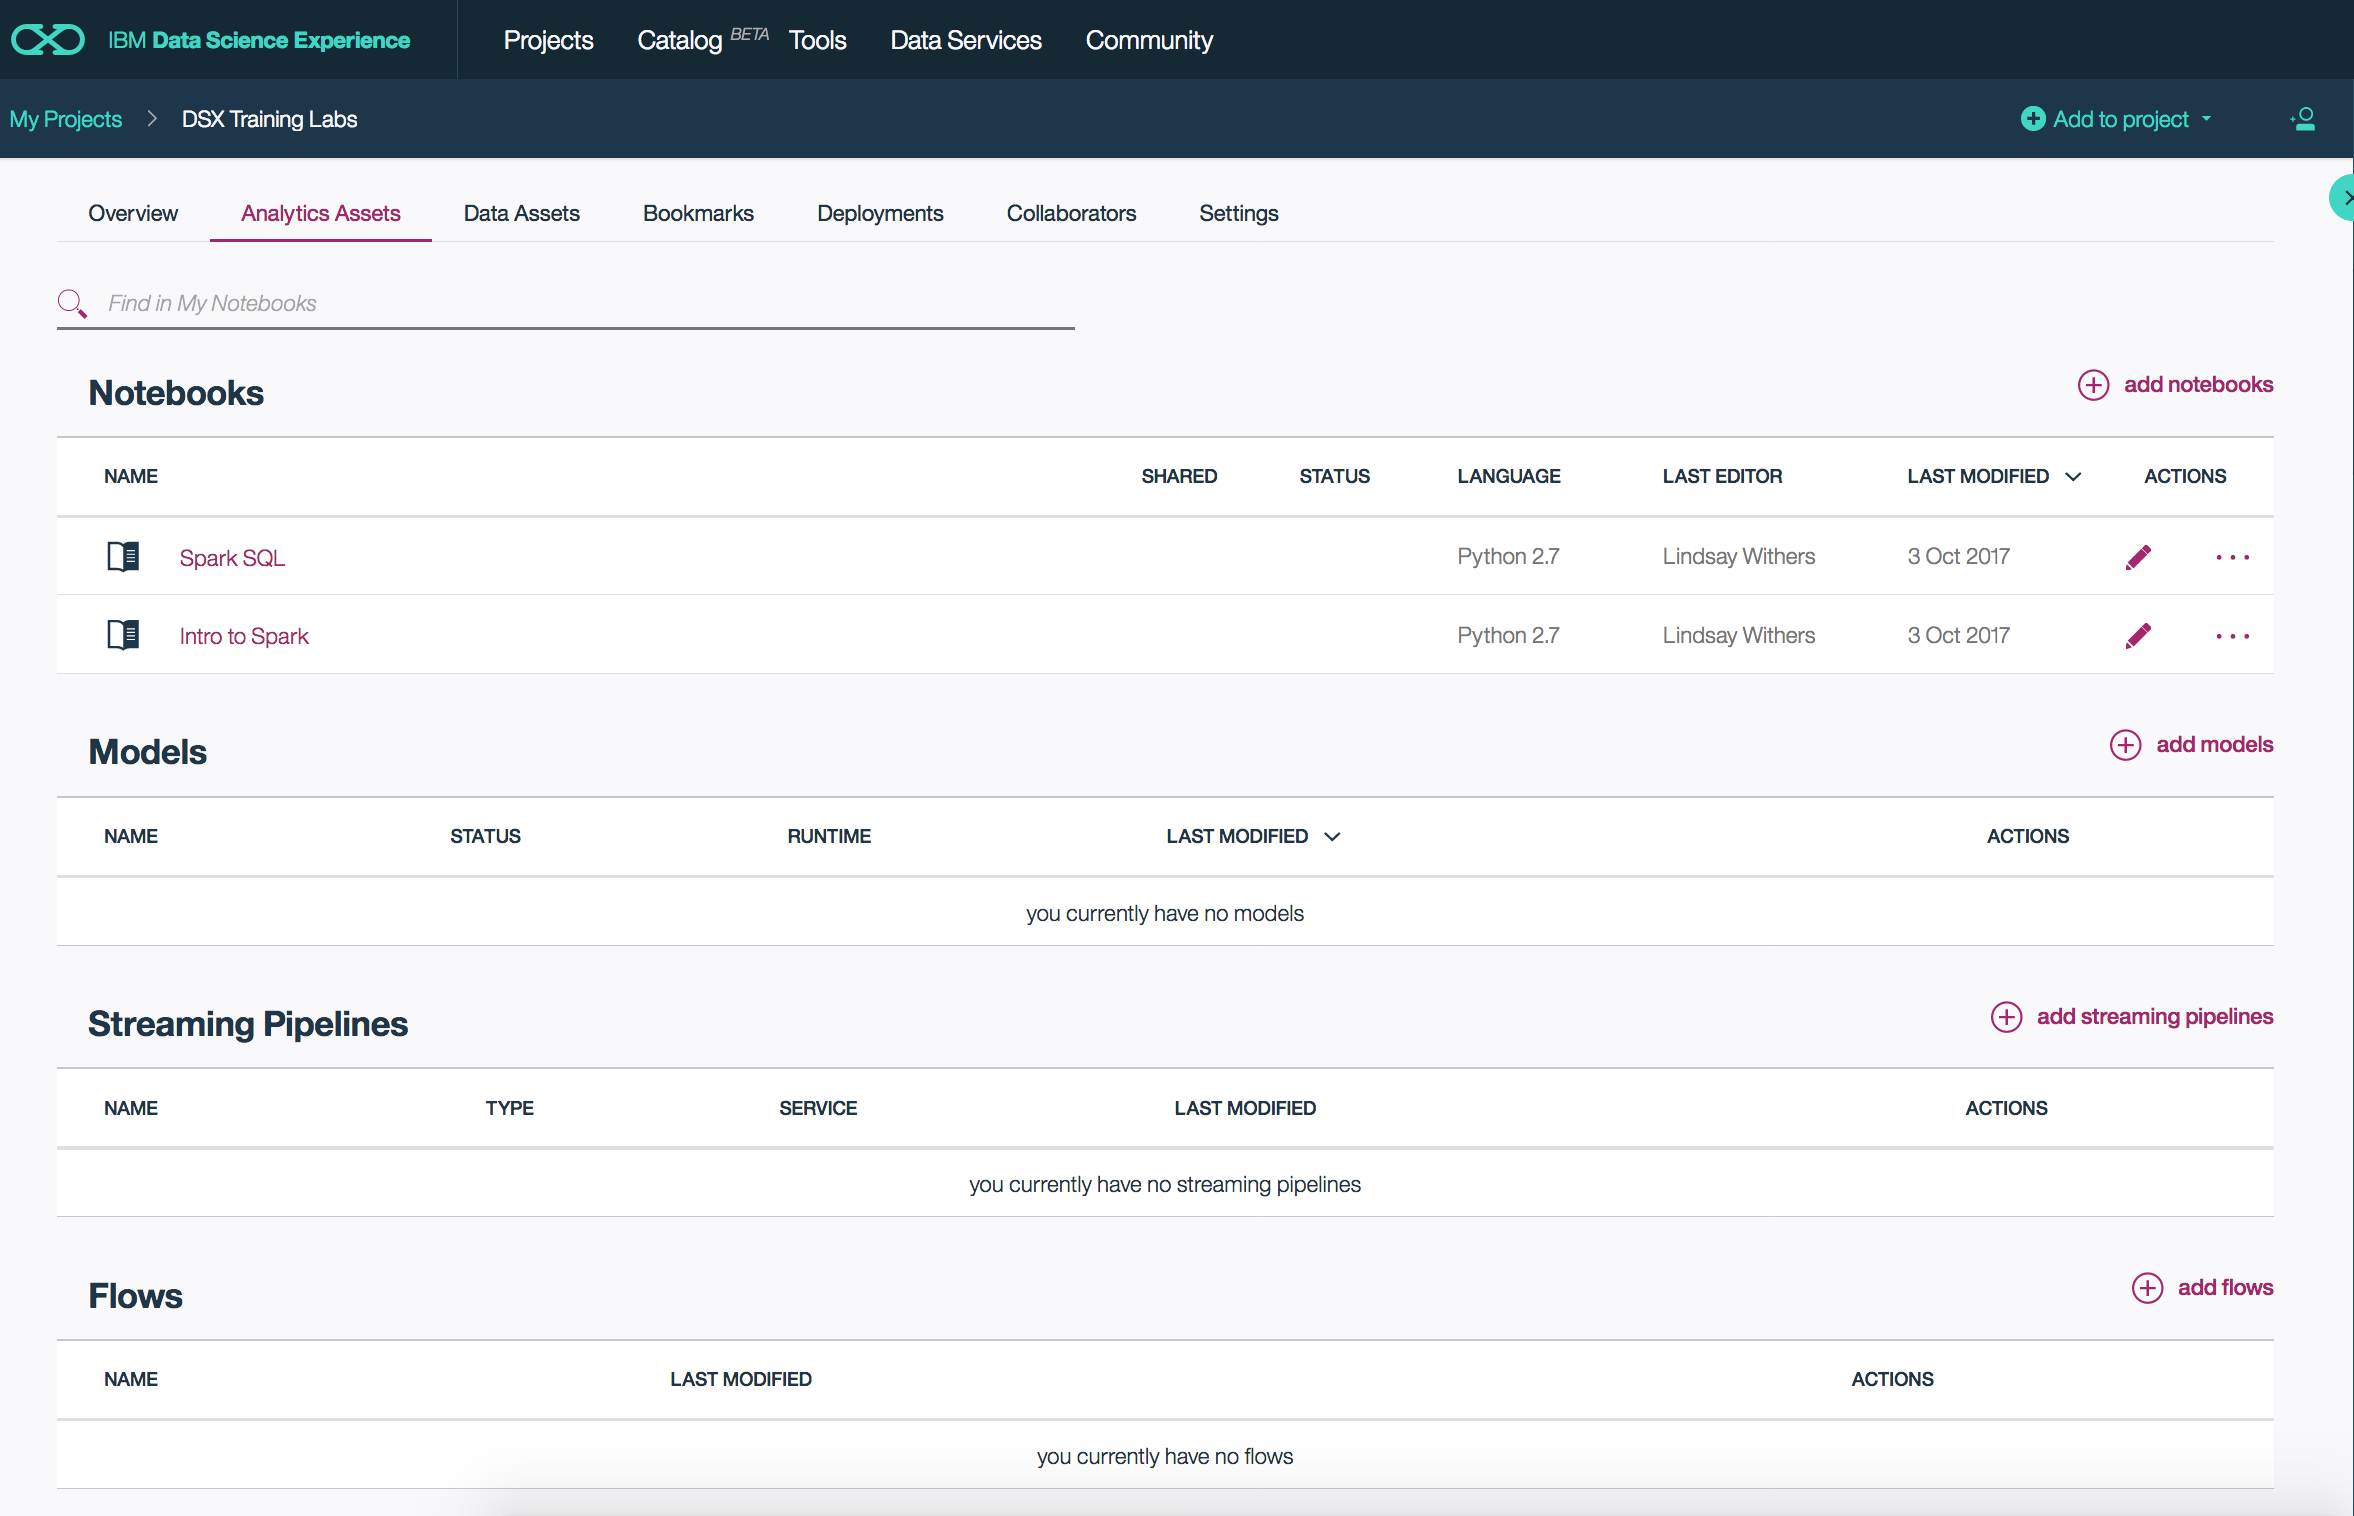 IBM Data Science Experience
Projects Catalog BETA Tools Data Services Community
My Projects > DSX Training Labs
Add to project
Overview Analytics Assets Data Assets Bookmarks Deployments Collaborators Settings
Find in My Notebooks
Notebooks
add notebooks
NAME SHARED STATUS LANGUAGE LAST EDITOR LAST MODIFIED ACTIONS
Spark SQL Python 2.7 Lindsay Withers 3 Oct 2017
Intro to Spark Python 2.7 Lindsay Withers 3 Oct 2017
Models
add models
NAME STATUS RUNTIME LAST MODIFIED ACTIONS
you currently have no models
Streaming Pipelines
add streaming pipelines
NAME TYPE SERVICE LAST MODIFIED ACTIONS
you currently have no streaming pipelines
Flows
add flows
NAME LAST MODIFIED ACTIONS
you currently have no flows